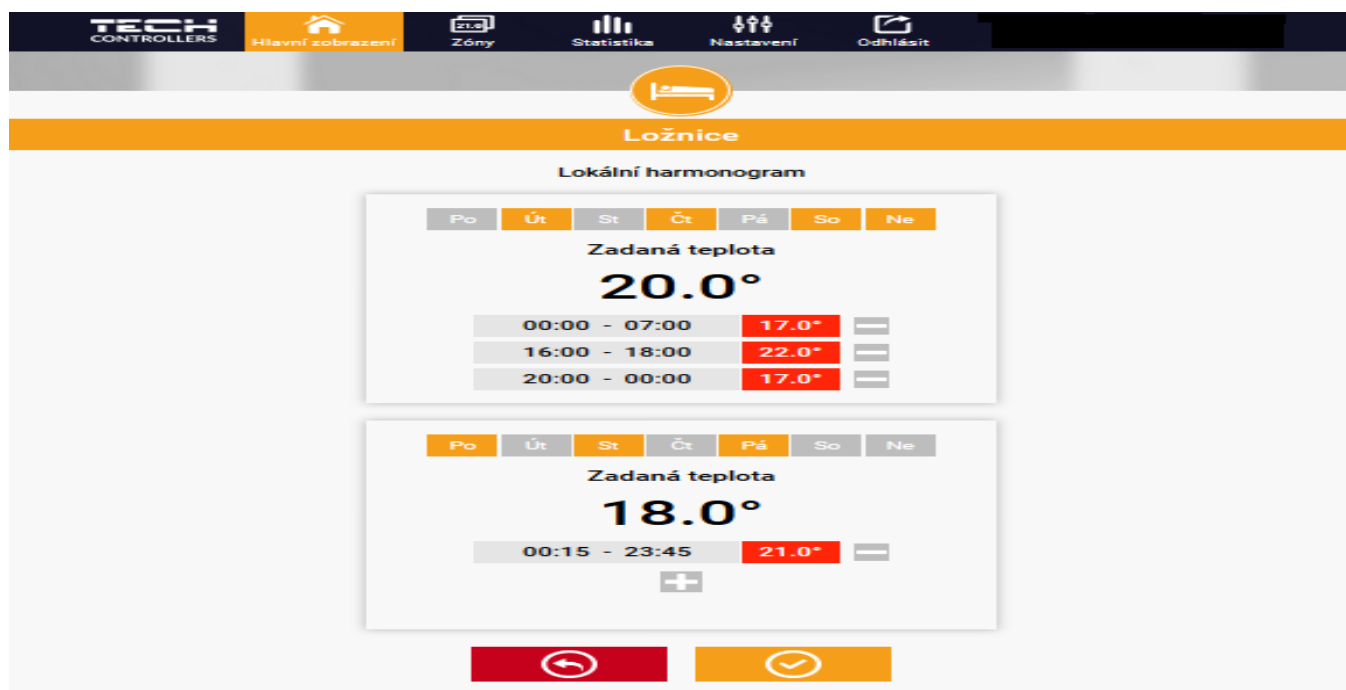 TECH
CONTROLLERS
Hlavní zobrazení
21.0
Zóny
Statistika
Nastavení
Odhlásit
Ložnice
Lokální harmonogram
Po Út St Čt Pá So Ne
Zadaná teplota
20.0°
00:00 - 07:00 17.0°
16:00 - 18:00 22.0°
20:00 - 00:00 17.0°
Po Út St Čt Pá So Ne
Zadaná teplota
18.0°
00:15 - 23:45 21.0°